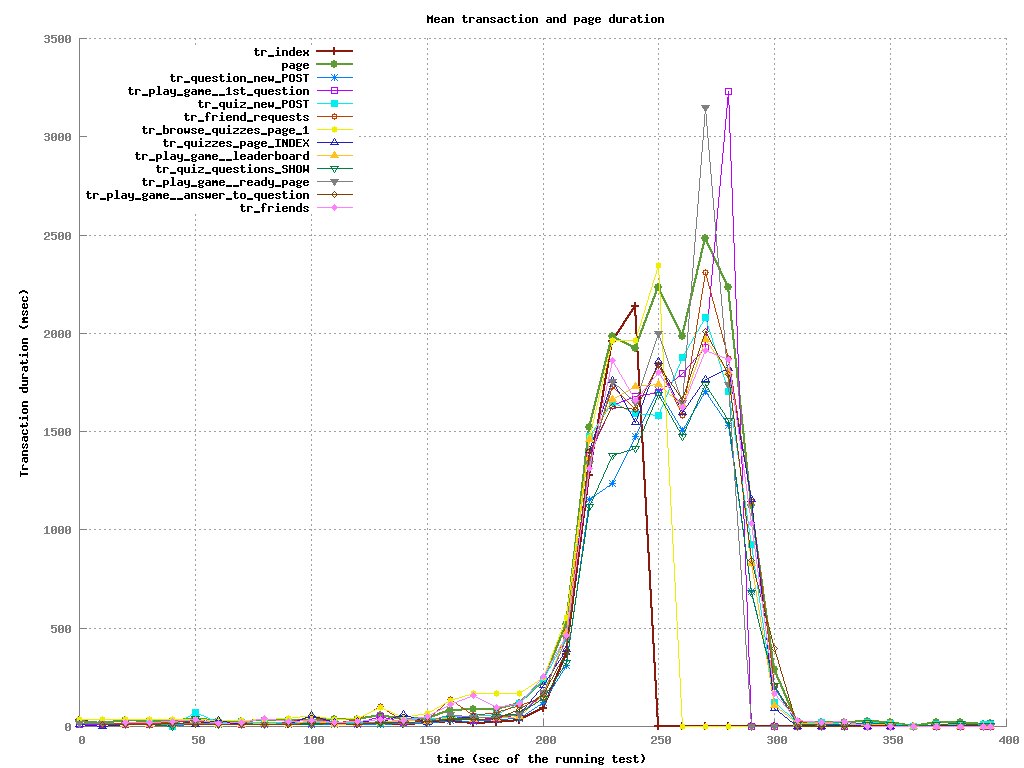 Mean transaction and page duration
3500
3000
2500
2000
1500
1000
500
0
Transaction duration (msec)
tr_index
page
tr_question_new_POST
tr_play_game__1st_question
tr_quiz_new_POST
tr_friend_requests
tr_browse_quizzes_page_1
tr_quizzes_page_INDEX
tr_play_game__leaderboard
tr_quiz_questions_SHOW
tr_play_game__ready_page
tr_play_game__answer_to_question
tr_friends
0 50 100 150 200 250 300 350 400
time (sec of the running test)